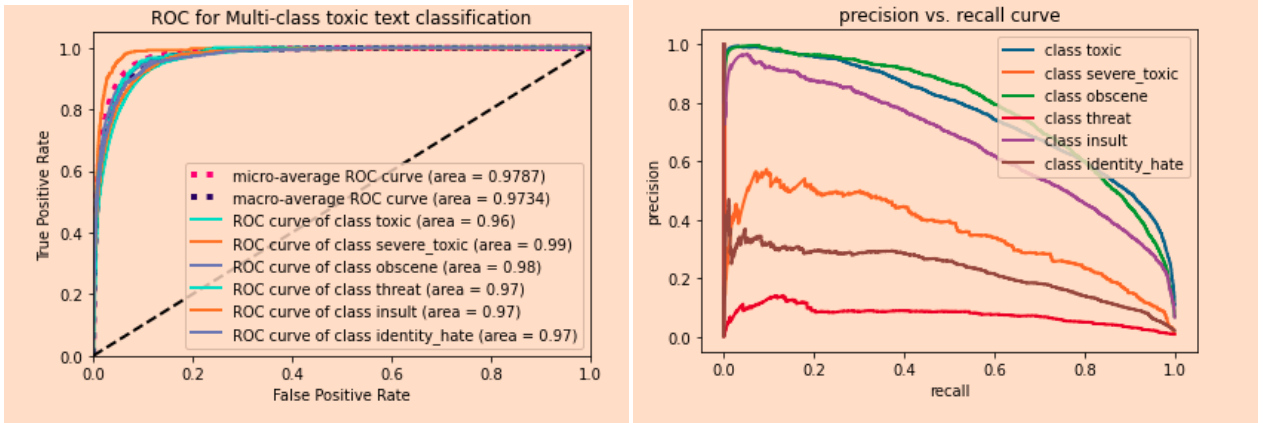 ROC for Multi-class toxic text classification
1.0
0.8
0.6
0.4
0.2
0.0
True Positive Rate
micro-average ROC curve (area = 0.9787)
macro-average ROC curve (area = 0.9734)
ROC curve of class toxic (area = 0.96)
ROC curve of class severe_toxic (area = 0.99)
ROC curve of class obscene (area = 0.98)
ROC curve of class threat (area = 0.97)
ROC curve of class insult (area = 0.97)
ROC curve of class identity_hate (area = 0.97)
0.0 0.2 0.4 0.6 0.8 1.0
False Positive Rate
precision vs. recall curve
1.0
0.8
0.6
0.4
0.2
0.0
precision
class toxic
class severe_toxic
class obscene
class threat
class insult
class identity_hate
0.0 0.2 0.4 0.6 0.8 1.0
recall